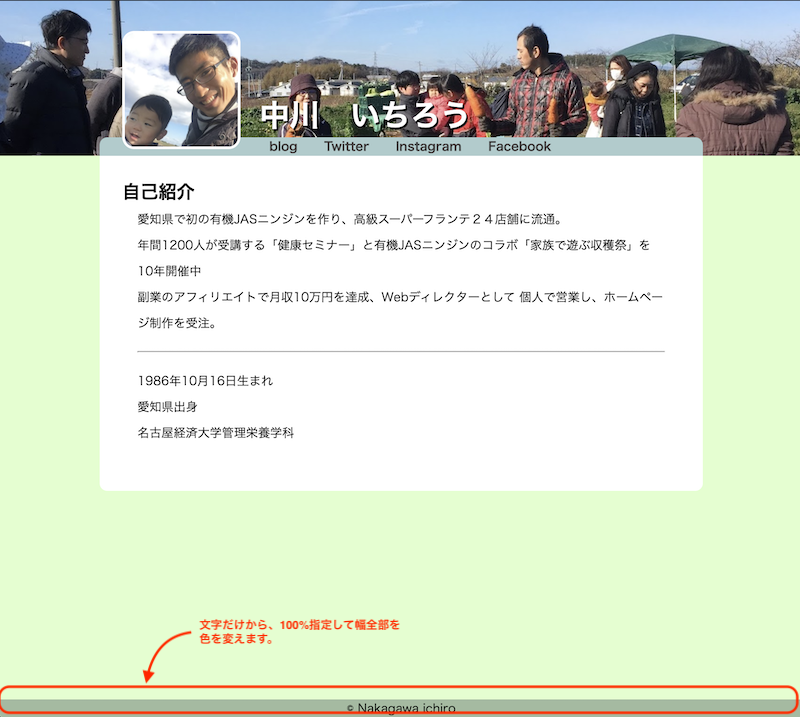 中川　いちろう
blog Twitter Instagram Facebook
自己紹介
愛知県で初の有機JASニンジンを作り、高級スーパーフランテ２４店舗に流通。
年間1200人が受講する「健康セミナー」と有機JASニンジンのコラボ「家族で遊ぶ収穫祭」を
10年開催中
副業のアフィリエイトで月収10万円を達成、Webディレクターとして 個人で営業し、ホームペー
ジ制作を受注。
1986年10月16日生まれ
愛知県出身
名古屋経済大学管理栄養学科
文字だけから、100%指定して幅全部を
色を変えます。
© Nakagawa ichiro